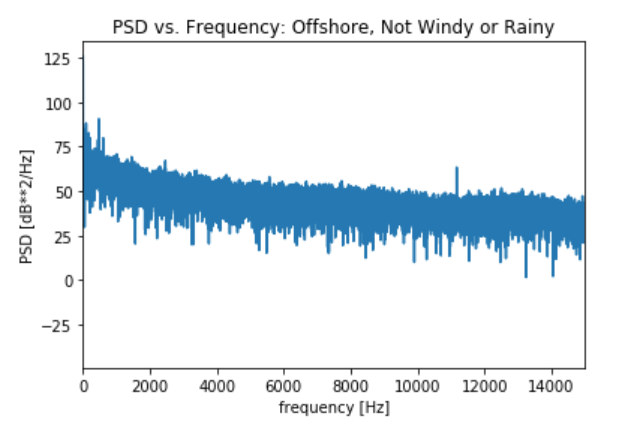 PSD vs. Frequency: Offshore, Not Windy or Rainy
PSD [dB**2/Hz]
125
100
75
50
25
0
−25
0 2000 4000 6000 8000 10000 12000 14000
frequency [Hz]